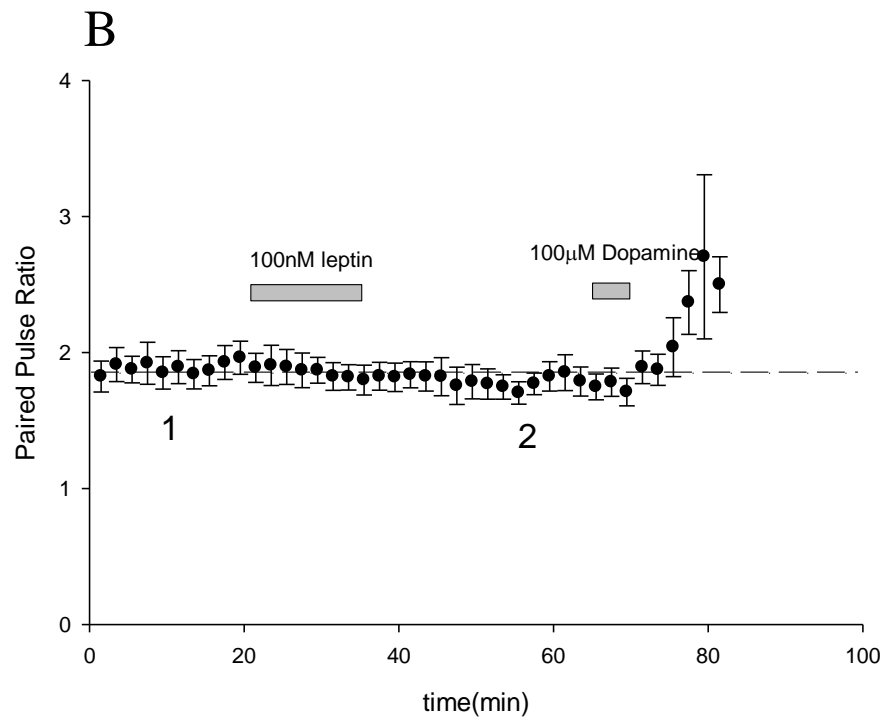 B
4
3
100nM leptin
100μM Dopamine
2
1
2
1
0
0
20
40
60
80
100
Paired Pulse Ratio
time(min)